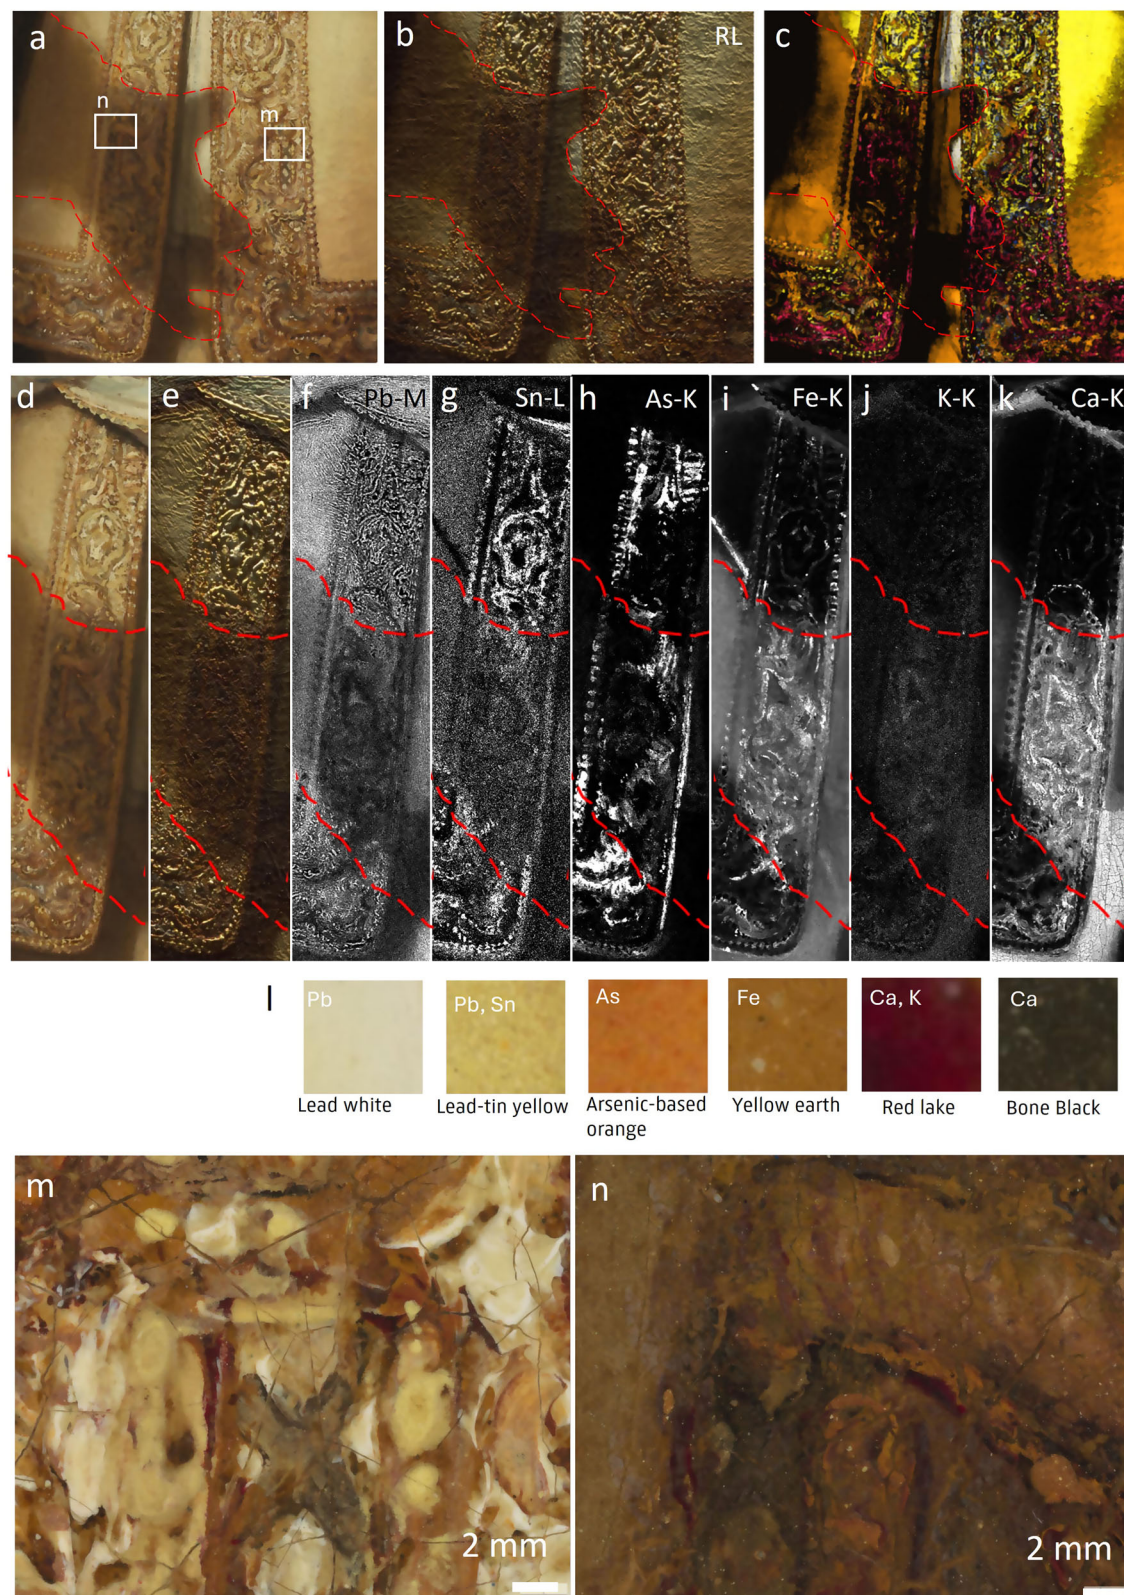 a
b
RL
c
n
m
d
e
f
Pb-M
g
Sn-L
h
As-K
i
Fe-K
j
K-K
k
Ca-K
l
Pb
Pb, Sn
As
Fe
Ca, K
Ca
Lead white
Lead-tin yellow
Arsenic-based
orange
Yellow earth
Red lake
Bone Black
m
2 mm
n
2 mm